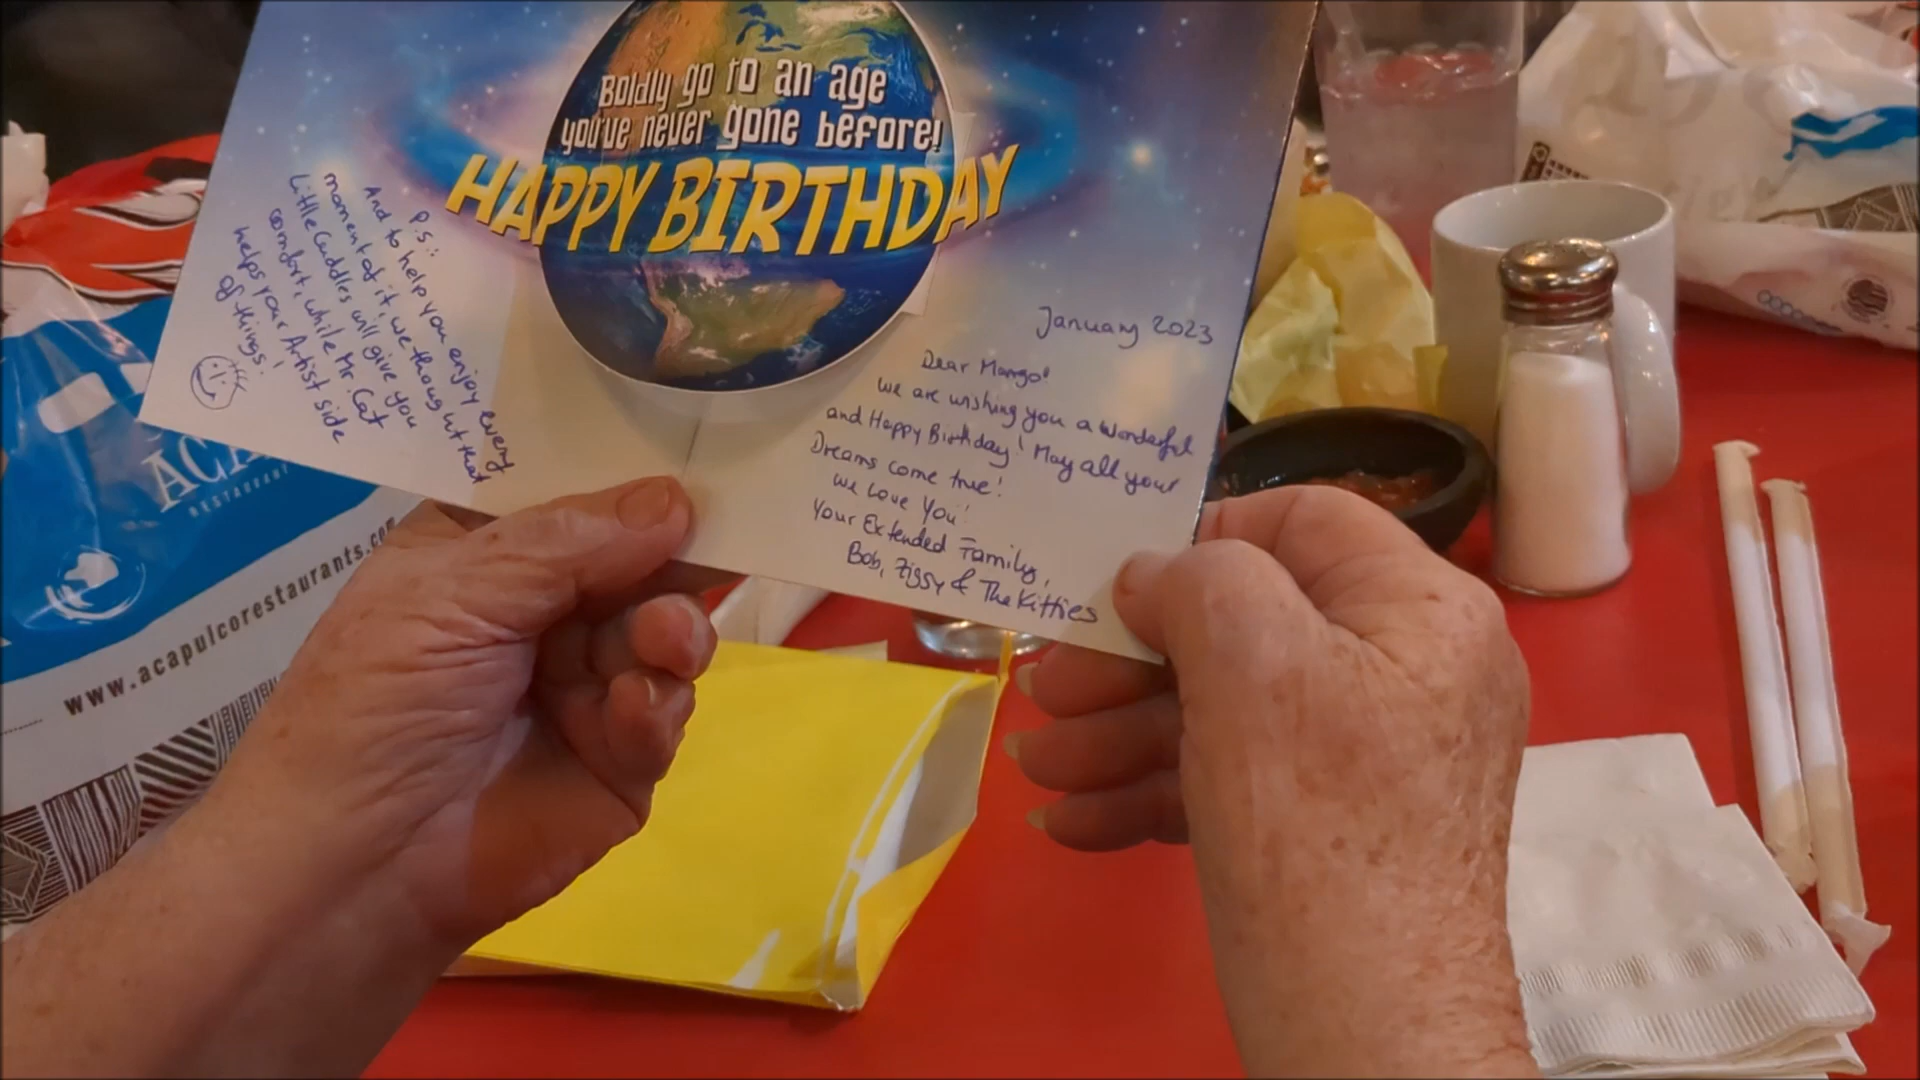 Boldly go to an age
you've never gone before!
HAPPY BIRTHDAY
P.S.:
And to help you enjoy every
moment of it, we thought that
Little Cuddles will give you
comfort, while Mr. Cat
helps your Artist side
of things!
January 2023
Dear Mango!
We are wishing you a Wonderful
and Happy Birthday! May all your
Dreams come true!
We Love You!
Your Extended Family,
Bob, Ziggy & The Kitties
ACA
RESTAURANT
www.acapulcorestaurants.com